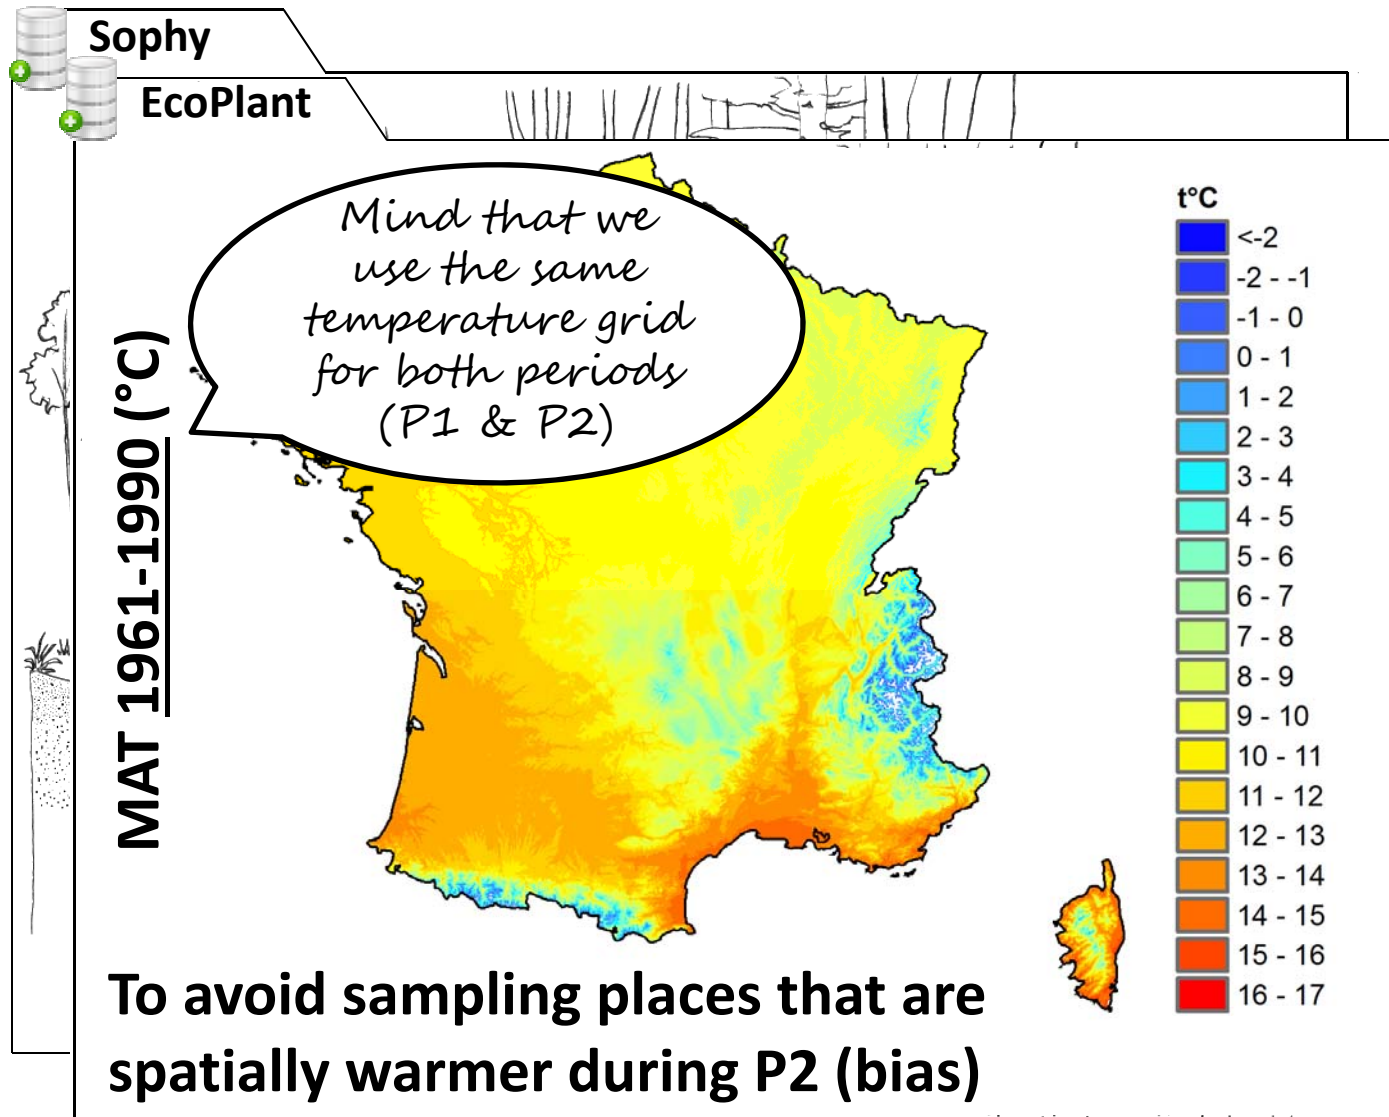 Sophy
EcoPlant
Mind that we
use the same
temperature grid
for both periods
(P1 & P2)
MAT 1961-1990 (°C)
t°C
<-2
-2 - -1
-1 - 0
0 - 1
1 - 2
2 - 3
3 - 4
4 - 5
5 - 6
6 - 7
7 - 8
8 - 9
9 - 10
10 - 11
11 - 12
12 - 13
13 - 14
14 - 15
15 - 16
16 - 17
To avoid sampling places that are
spatially warmer during P2 (bias)